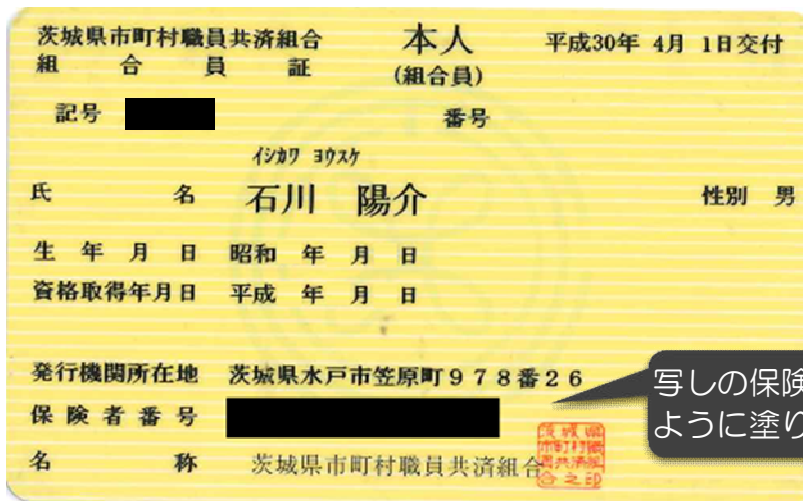 茨城県市町村職員共済組合 本人 平成30年 4月 1日交付
組合員証 (組合員)
記号 番号
イシカワ ヨウスケ
氏名 石川 陽介 性別 男
生年月日 昭和 年 月 日
資格取得年月日 平成 年 月 日
発行機関所在地 茨城県水戸市笠原町978番26
保険者番号
名称 茨城県市町村職員共済組合
写しの保険
ように塗り